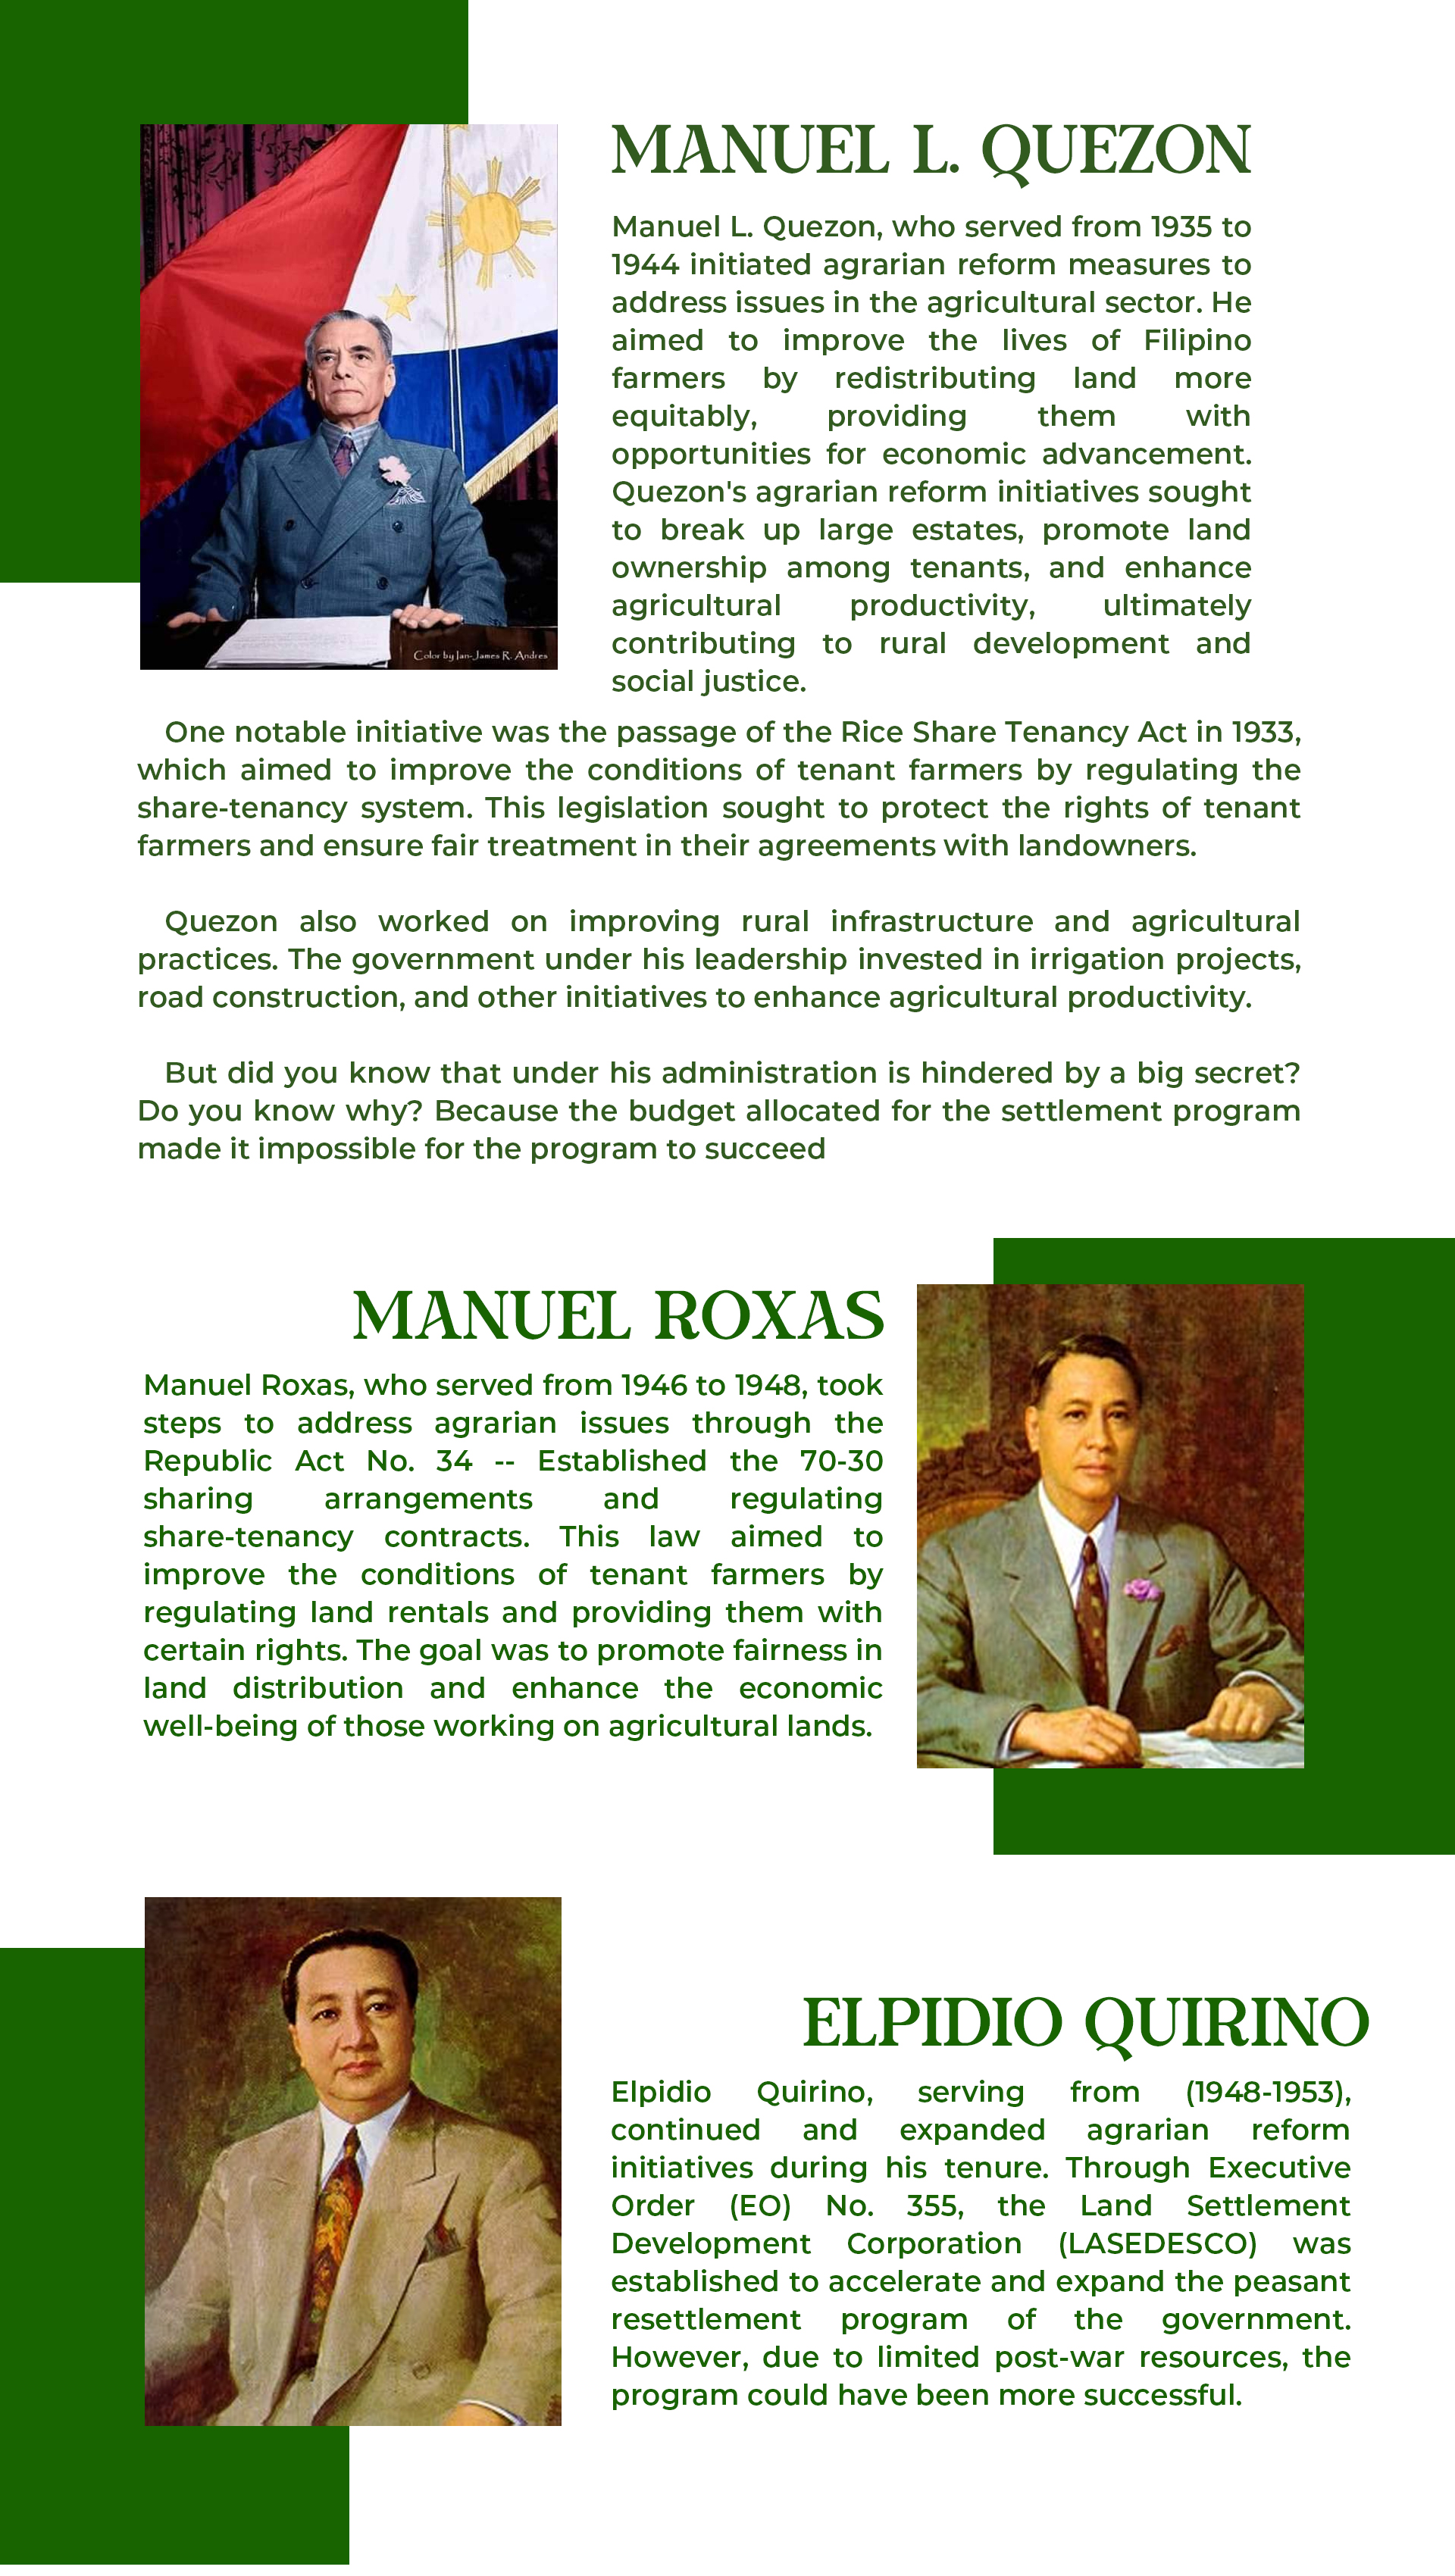 MANUEL L. QUEZON
Manuel L. Quezon, who served from 1935 to
1944 initiated agrarian reform measures to
address issues in the agricultural sector. He
aimed to improve the lives of Filipino
farmers by redistributing land more
equitably, providing them with
opportunities for economic advancement.
Quezon's agrarian reform initiatives sought
to break up large estates, promote land
ownership among tenants, and enhance
agricultural productivity, ultimately
contributing to rural development and
social justice.
Color by Jan-James R. Andres
One notable initiative was the passage of the Rice Share Tenancy Act in 1933,
which aimed to improve the conditions of tenant farmers by regulating the
share-tenancy system. This legislation sought to protect the rights of tenant
farmers and ensure fair treatment in their agreements with landowners.
Quezon also worked on improving rural infrastructure and agricultural
practices. The government under his leadership invested in irrigation projects,
road construction, and other initiatives to enhance agricultural productivity.
But did you know that under his administration is hindered by a big secret?
Do you know why? Because the budget allocated for the settlement program
made it impossible for the program to succeed
MANUEL ROXAS
Manuel Roxas, who served from 1946 to 1948, took
steps to address agrarian issues through the
Republic Act No. 34 -- Established the 70-30
sharing arrangements and regulating
share-tenancy contracts. This law aimed to
improve the conditions of tenant farmers by
regulating land rentals and providing them with
certain rights. The goal was to promote fairness in
land distribution and enhance the economic
well-being of those working on agricultural lands.
ELPIDIO QUIRINO
Elpidio Quirino, serving from (1948-1953),
continued and expanded agrarian reform
initiatives during his tenure. Through Executive
Order (EO) No. 355, the Land Settlement
Development Corporation (LASEDESCO) was
established to accelerate and expand the peasant
resettlement program of the government.
However, due to limited post-war resources, the
program could have been more successful.